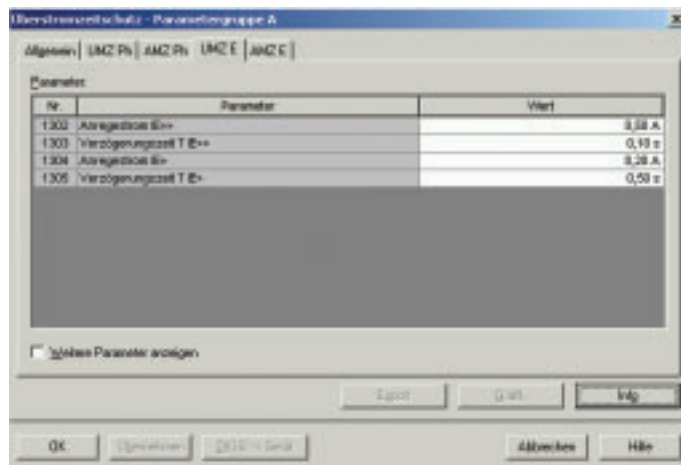 Überstromzeitschutz - Parametergruppe A
Allgemein UMZ Ph AMZ Ph UMZ E AMZ E
Parameter:
Nr. Parameter Wert
1302 Anregestrom IE>> 0,50 A
1303 Verzögerungszeit T IE>> 0,10 s
1304 Anregestrom IE> 0,20 A
1305 Verzögerungszeit T IE> 0,50 s
Weitere Parameter anzeigen
Export Grafik Info
OK Übernehmen DIGSI -> Gerät Abbrechen Hilfe